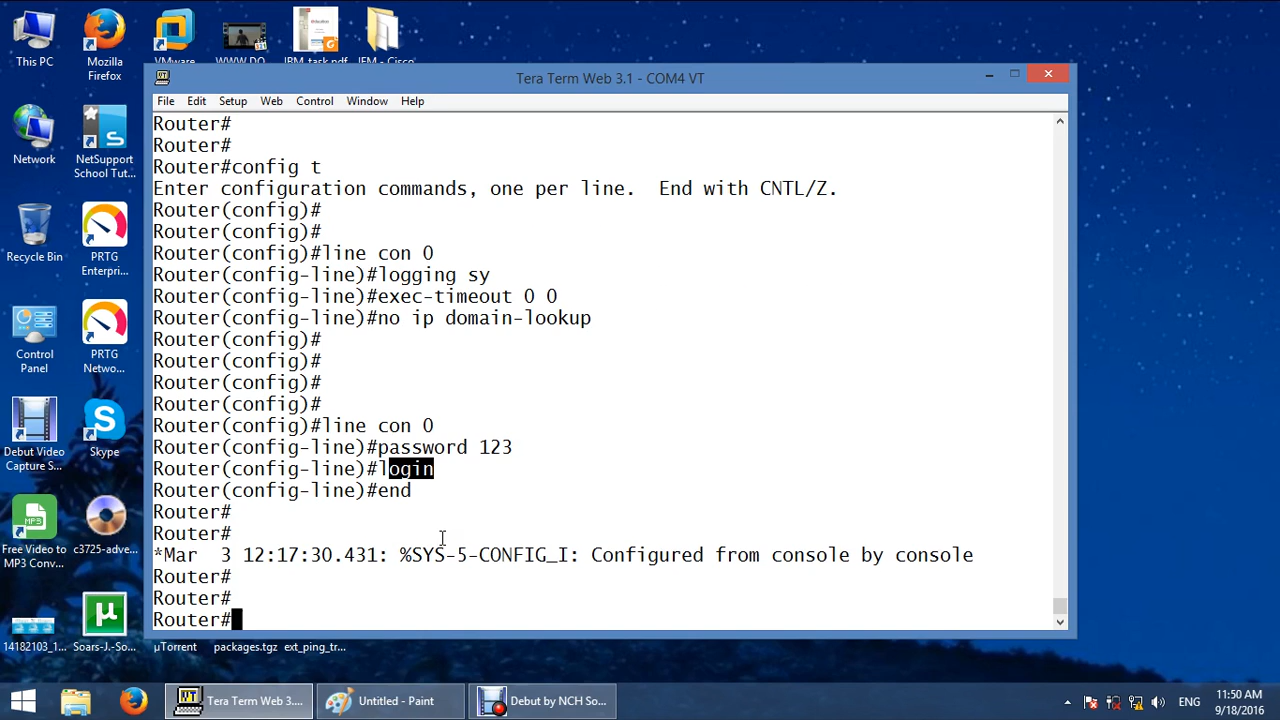 This PC
Mozilla
Firefox
VMware
WWW.DO...
IBM_task.pdf
Network
NetSupport
School Tut...
Recycle Bin
PRTG
Enterpri...
Control
Panel
PRTG
Netwo...
Debut Video
Capture S...
Skype
Free Video to
MP3 Conv...
c3725-adve...
14182103_1...
Soars-J.-So...
µTorrent
packages.tgz
ext_ping_tr...
Tera Term Web 3.1 - COM4 VT
File Edit Setup Web Control Window Help
Router#
Router#
Router#config t
Enter configuration commands, one per line.  End with CNTL/Z.
Router(config)#
Router(config)#
Router(config)#line con 0
Router(config-line)#logging sy
Router(config-line)#exec-timeout 0 0
Router(config-line)#no ip domain-lookup
Router(config)#
Router(config)#
Router(config)#
Router(config)#
Router(config)#line con 0
Router(config-line)#password 123
Router(config-line)#login
Router(config-line)#end
Router#
Router#
*Mar  3 12:17:30.431: %SYS-5-CONFIG_I: Configured from console by console
Router#
Router#
Router#
Tera Term Web 3....
Untitled - Paint
Debut by NCH So...
ENG
11:50 AM
9/18/2016